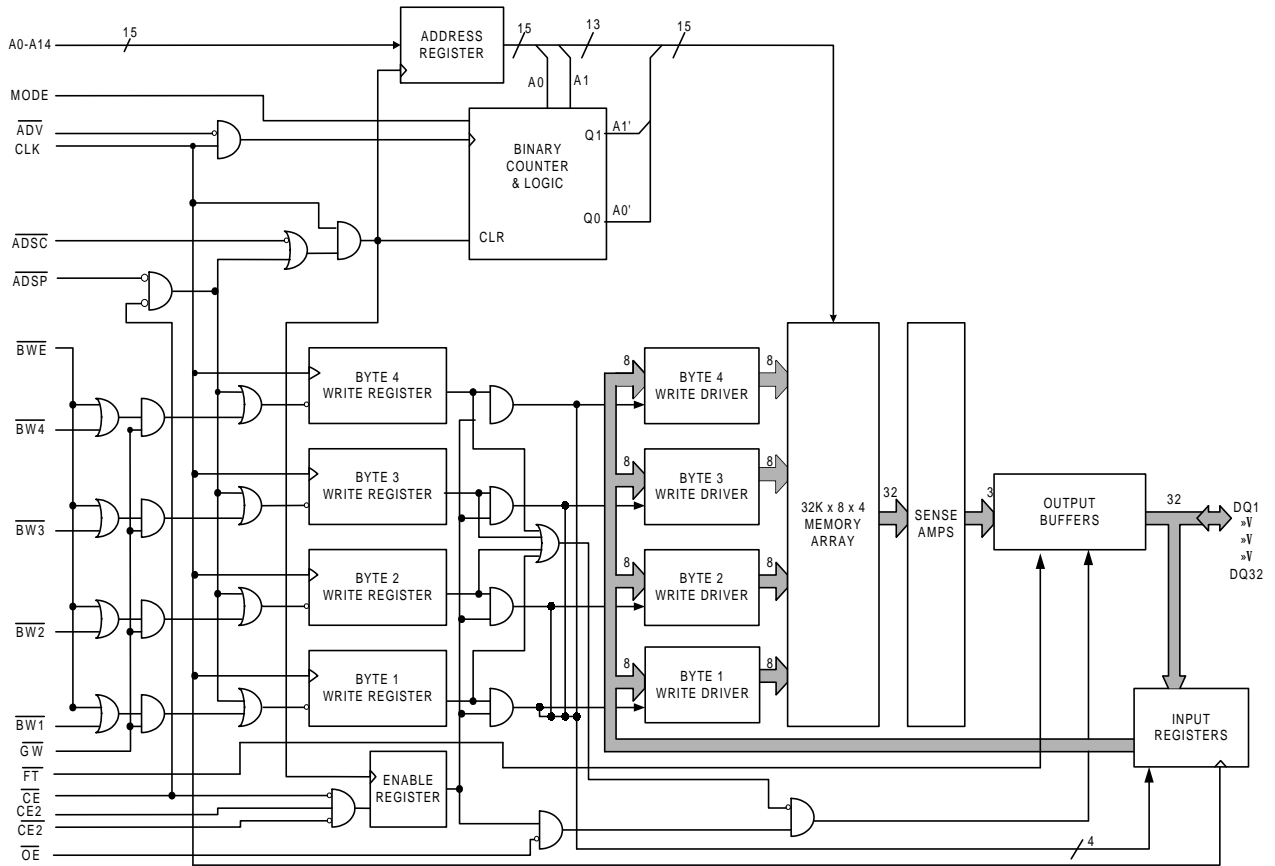 A0-A14
15
ADDRESS
REGISTER
15
13
15
A0
A1
MODE
ADV
CLK
BINARY
COUNTER
& LOGIC
Q1
A1'
Q0
A0'
CLR
ADSC
ADSP
BWE
BW4
BYTE 4
WRITE REGISTER
8
BYTE 4
WRITE DRIVER
8
BW3
BYTE 3
WRITE REGISTER
8
BYTE 3
WRITE DRIVER
8
32K x 8 x 4
MEMORY
ARRAY
32
SENSE
AMPS
3
OUTPUT
BUFFERS
32
DQ1
»V
»V
»V
DQ32
BW2
BYTE 2
WRITE REGISTER
8
BYTE 2
WRITE DRIVER
8
BW1
BYTE 1
WRITE REGISTER
8
BYTE 1
WRITE DRIVER
8
INPUT
REGISTERS
GW
FT
CE
CE2
CE2
ENABLE
REGISTER
OE
4